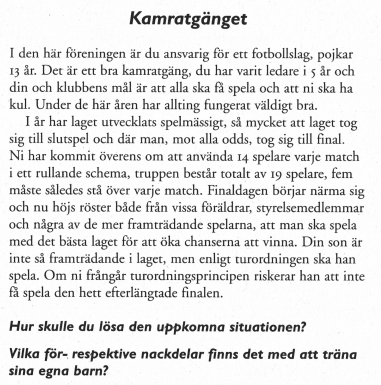 Kamratgänget
I den här föreningen är du ansvarig för ett fotbollslag, pojkar
13 år. Det är ett bra kamratgäng, du har varit ledare i 5 år och
din och klubbens mål är att alla ska få spela och att ni ska ha
kul. Under de här åren har allting fungerat väldigt bra.
I år har laget utvecklats spelmässigt, så mycket att laget tog
sig till slutspel och där man, mot alla odds, tog sig till final.
Ni har kommit överens om att använda 14 spelare varje match
i ett rullande schema, truppen består totalt av 19 spelare, fem
måste således stå över varje match. Finaldagen börjar närma sig
och nu höjs röster både från vissa föräldrar, styrelsemedlemmar
och några av de mer framträdande spelarna, att man ska spela
med det bästa laget för att öka chanserna att vinna. Din son är
inte så framträdande i laget, men enligt turordningen ska han
spela. Om ni frångår turordningsprincipen riskerar han att inte
få spela den hett efterlängtade finalen.
Hur skulle du lösa den uppkomna situationen?
Vilka för-, respektive nackdelar finns det med att träna
sina egna barn?